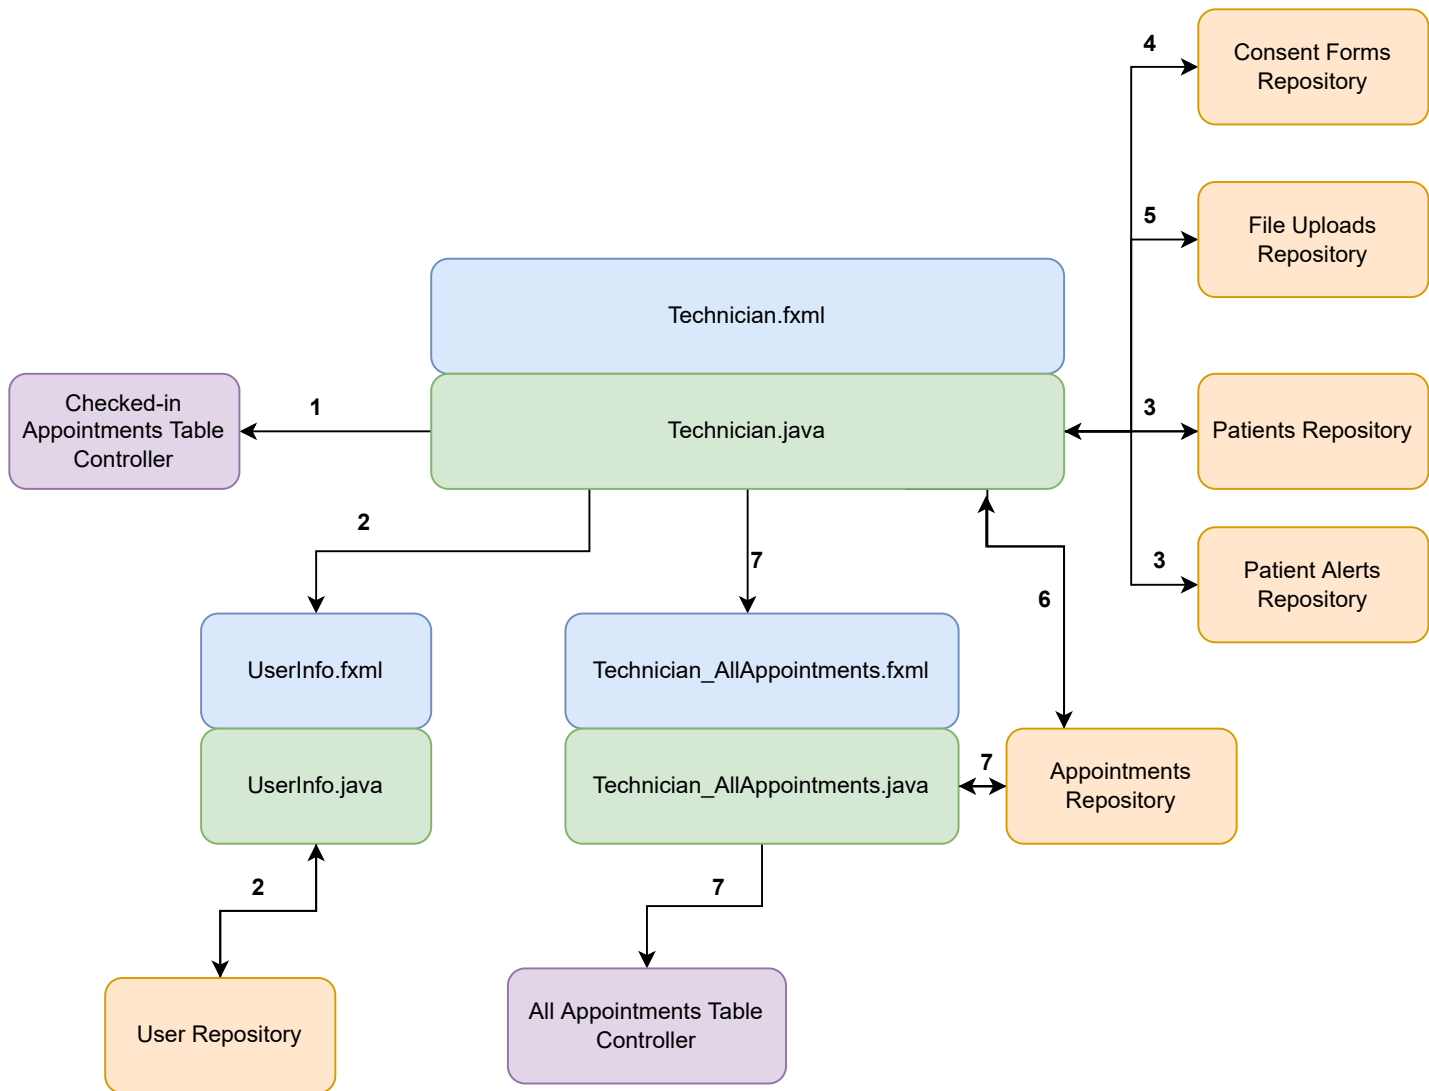 4
Consent Forms
Repository
5
File Uploads
Repository
Technician.fxml
Checked-in
Appointments Table
Controller
1
Technician.java
3
Patients Repository
2
7
3
Patient Alerts
Repository
6
UserInfo.fxml
Technician_AllAppointments.fxml
UserInfo.java
Technician_AllAppointments.java
7
Appointments
Repository
2
7
User Repository
All Appointments Table
Controller